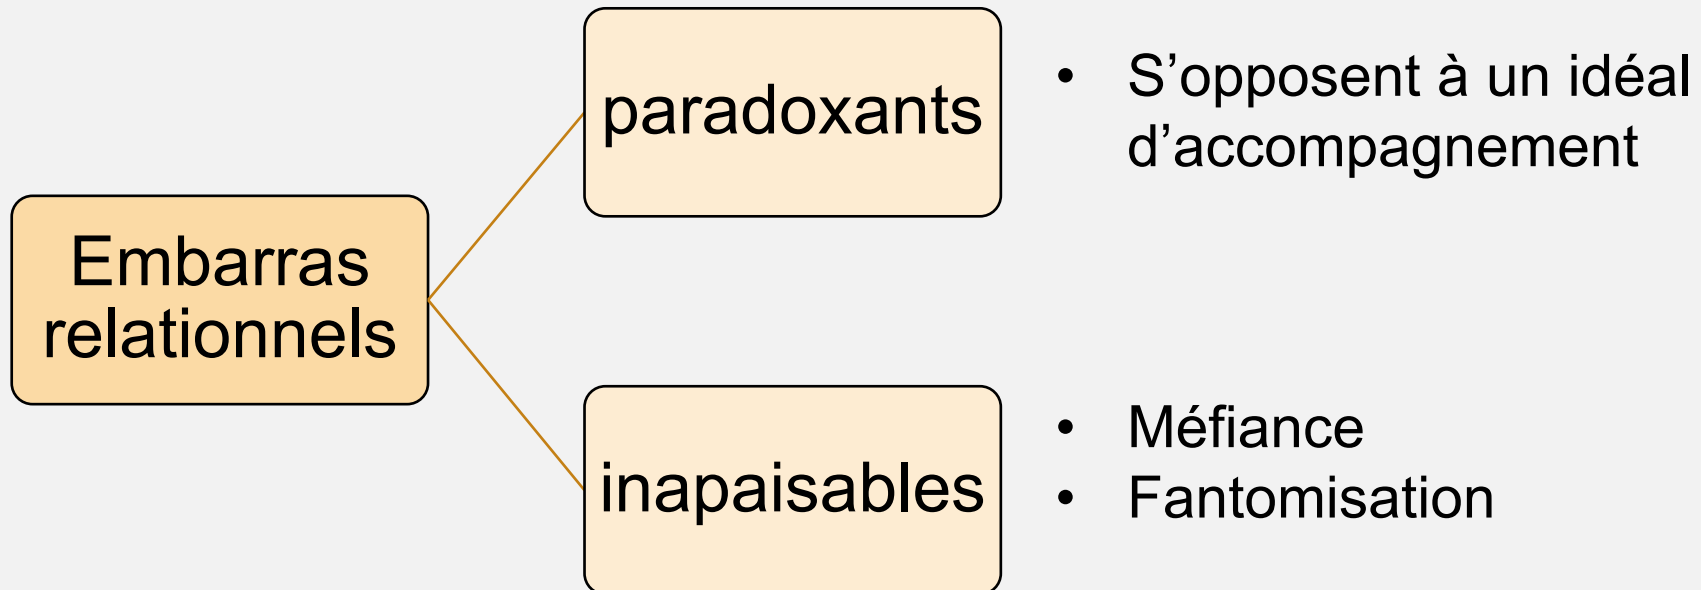 Embarras
relationnels
paradoxants
• S’opposent à un idéal
d’accompagnement
inapaisables
• Méfiance
• Fantomisation